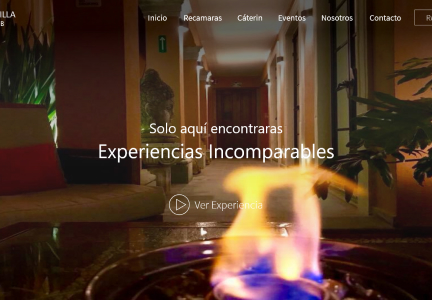 ILLA
B
Inicio Recamaras Cáterin Eventos Nosotros Contacto
Solo aquí encontraras
Experiencias Incomparables
Ver Experiencia